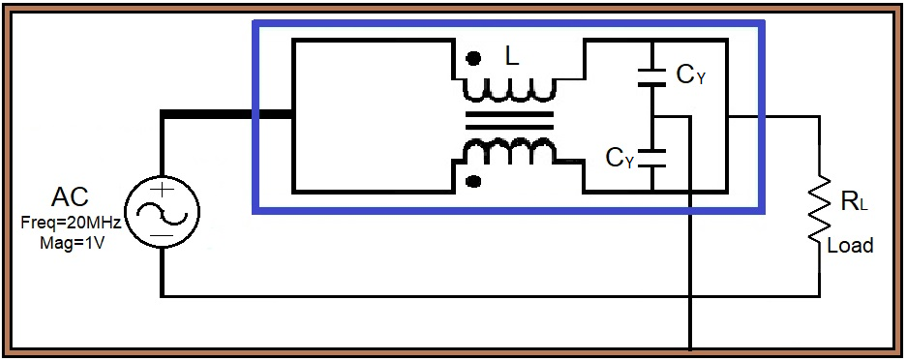 L
CY
CY
AC
Freq=20MHz
Mag=1V
+
−
RL
Load